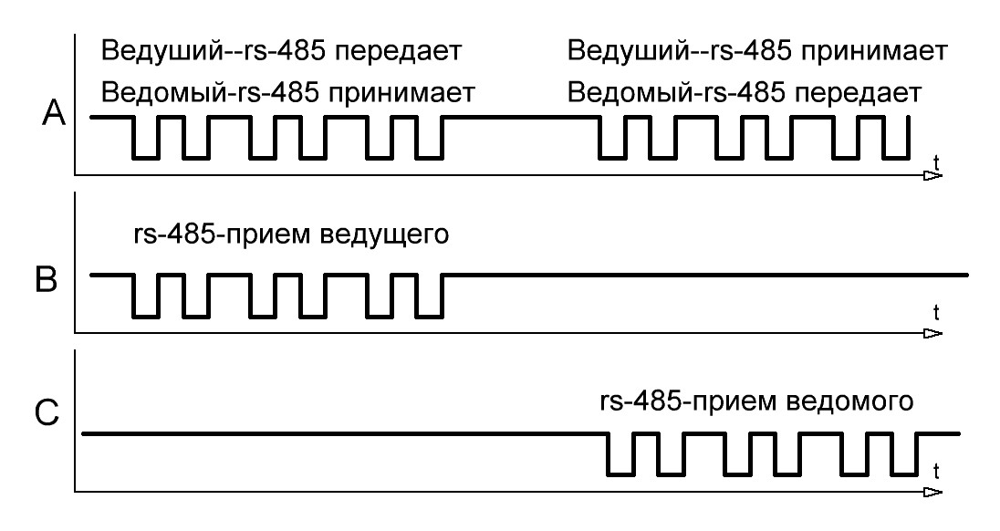 Ведуший--rs-485 передает Ведуший--rs-485 принимает
Ведомый-rs-485 принимает Ведомый-rs-485 передает
A
t
rs-485-прием ведущего
B
t
rs-485-прием ведомого
C
t